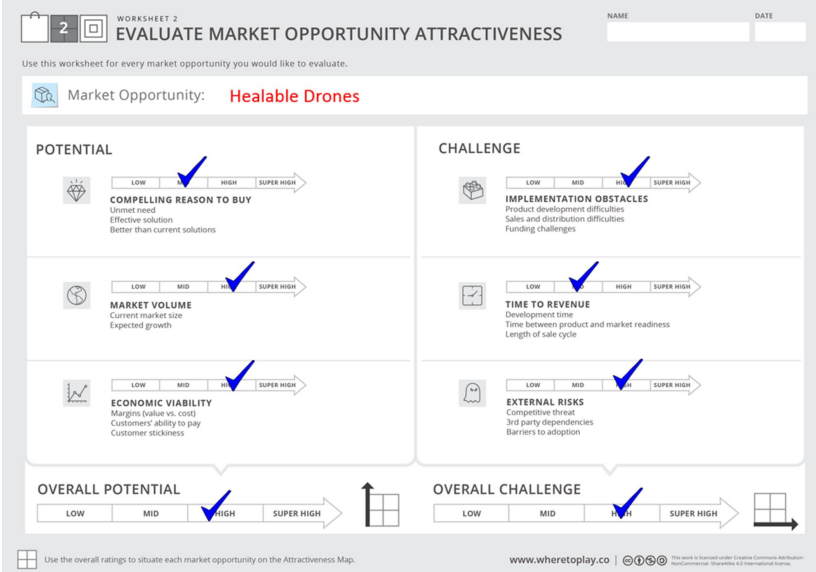 WORKSHEET 2
NAME
DATE
2
EVALUATE MARKET OPPORTUNITY ATTRACTIVENESS
Use this worksheet for every market opportunity you would like to evaluate.
Market Opportunity: Healable Drones
POTENTIAL
LOW HIGH SUPER HIGH
COMPELLING REASON TO BUY
Unmet need
Effective solution
Better than current solutions
LOW MID SUPER HIGH
MARKET VOLUME
Current market size
Expected growth
LOW MID SUPER HIGH
ECONOMIC VIABILITY
Margins (value vs. cost)
Customers' ability to pay
Customer stickiness
CHALLENGE
LOW MID SUPER HIGH
IMPLEMENTATION OBSTACLES
Product development difficulties
Sales and distribution difficulties
Funding challenges
LOW HIGH SUPER HIGH
TIME TO REVENUE
Development time
Time between product and market readiness
Length of sale cycle
LOW MID SUPER HIGH
EXTERNAL RISKS
Competitive threat
3rd party dependencies
Barriers to adoption
OVERALL POTENTIAL
LOW MID HIGH SUPER HIGH
OVERALL CHALLENGE
LOW MID SUPER HIGH
Use the overall ratings to situate each market opportunity on the Attractiveness Map.
www.wheretoplay.co
This work is licensed under Creative Commons Attribution-
NonCommercial- ShareAlike 4.0 International license.